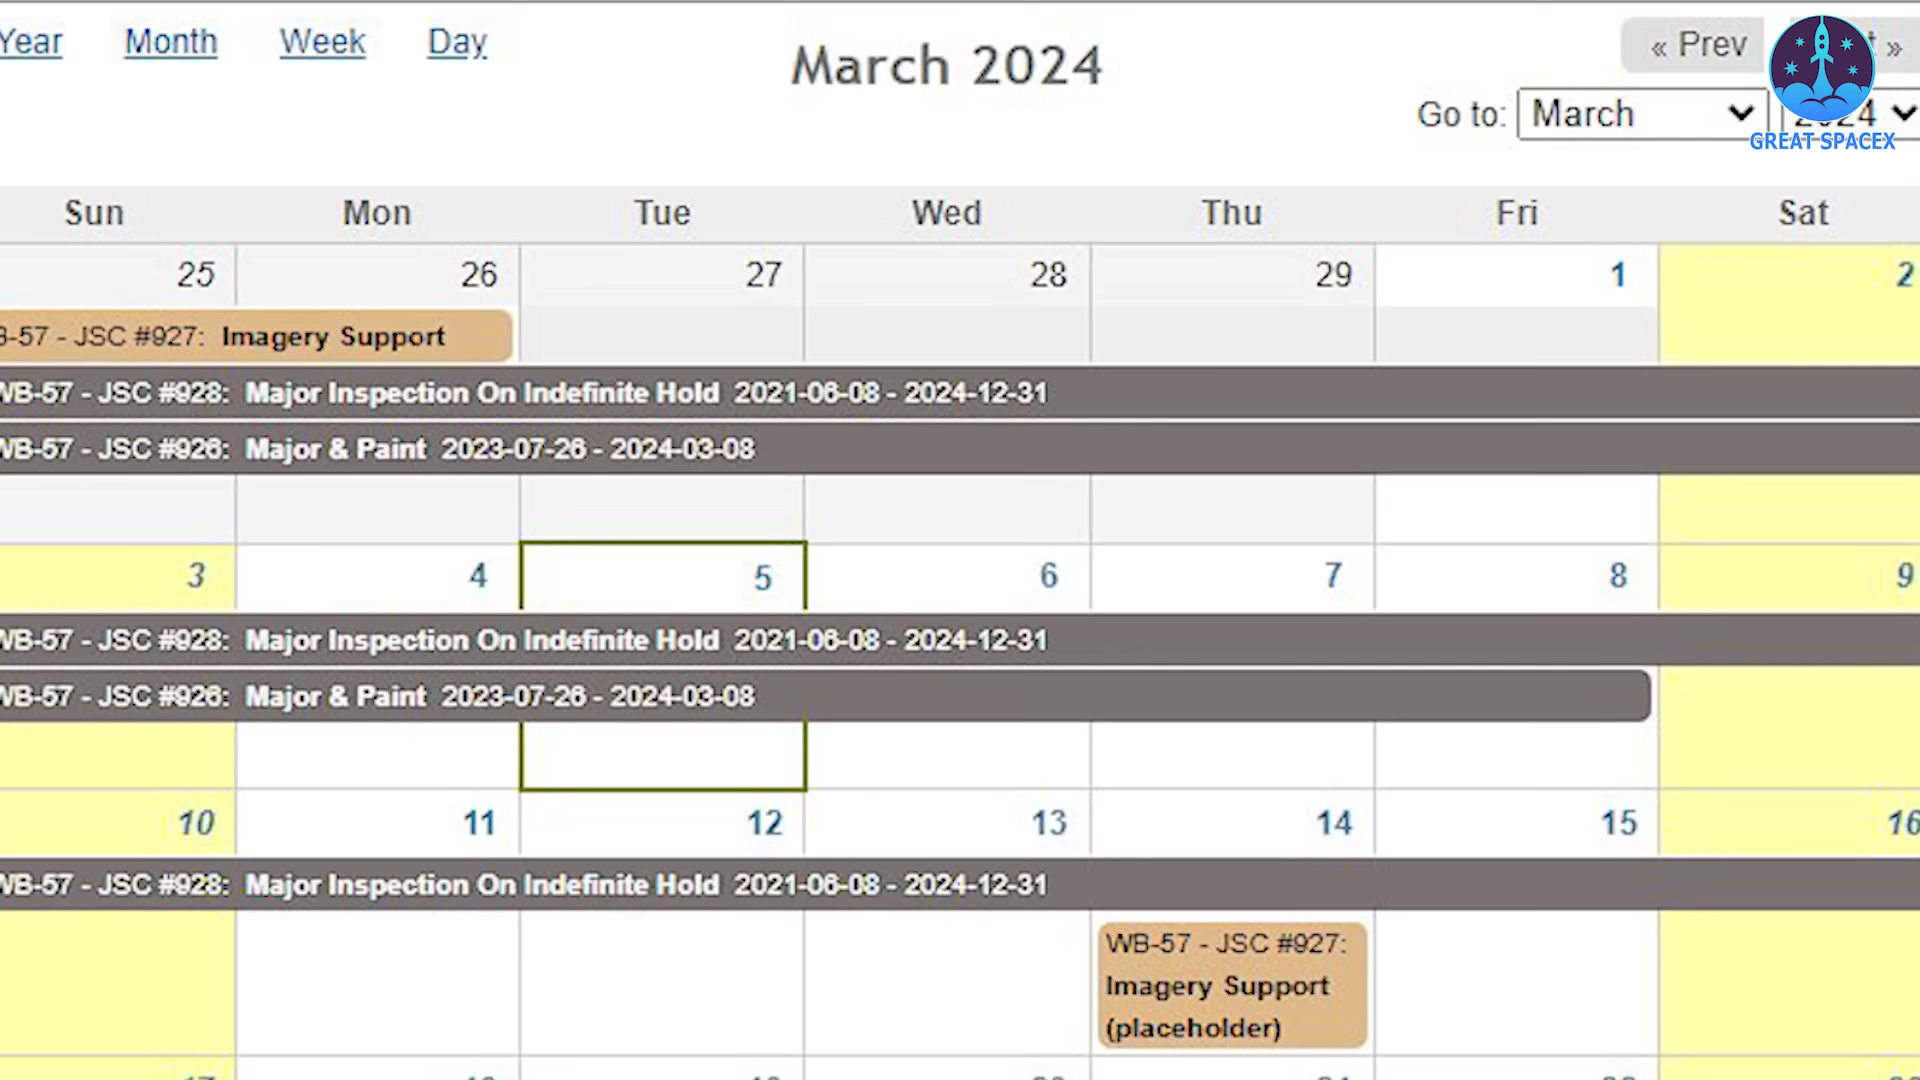 Year Month Week Day
March 2024
« Prev »
Go to: March 2024
GREAT SPACEX
Sun Mon Tue Wed Thu Fri Sat
25 26 27 28 29 1 2
B-57 - JSC #927: Imagery Support
WB-57 - JSC #928: Major Inspection On Indefinite Hold 2021-06-08 - 2024-12-31
WB-57 - JSC #926: Major & Paint 2023-07-26 - 2024-03-08
3 4 5 6 7 8 9
WB-57 - JSC #928: Major Inspection On Indefinite Hold 2021-06-08 - 2024-12-31
WB-57 - JSC #926: Major & Paint 2023-07-26 - 2024-03-08
10 11 12 13 14 15 16
WB-57 - JSC #928: Major Inspection On Indefinite Hold 2021-06-08 - 2024-12-31
WB-57 - JSC #927:
Imagery Support
(placeholder)